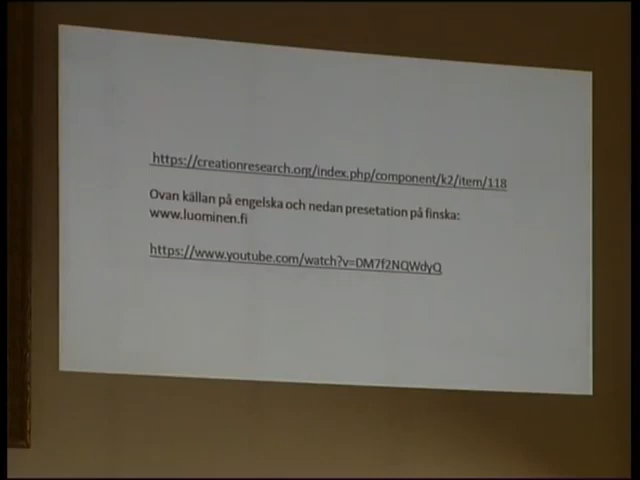 https://creationresearch.org/index.php/component/k2/item/118
Ovan källan på engelska och nedan presetation på finska:
www.luominen.fi
https://www.youtube.com/watch?v=DM7f2NQWdyQ